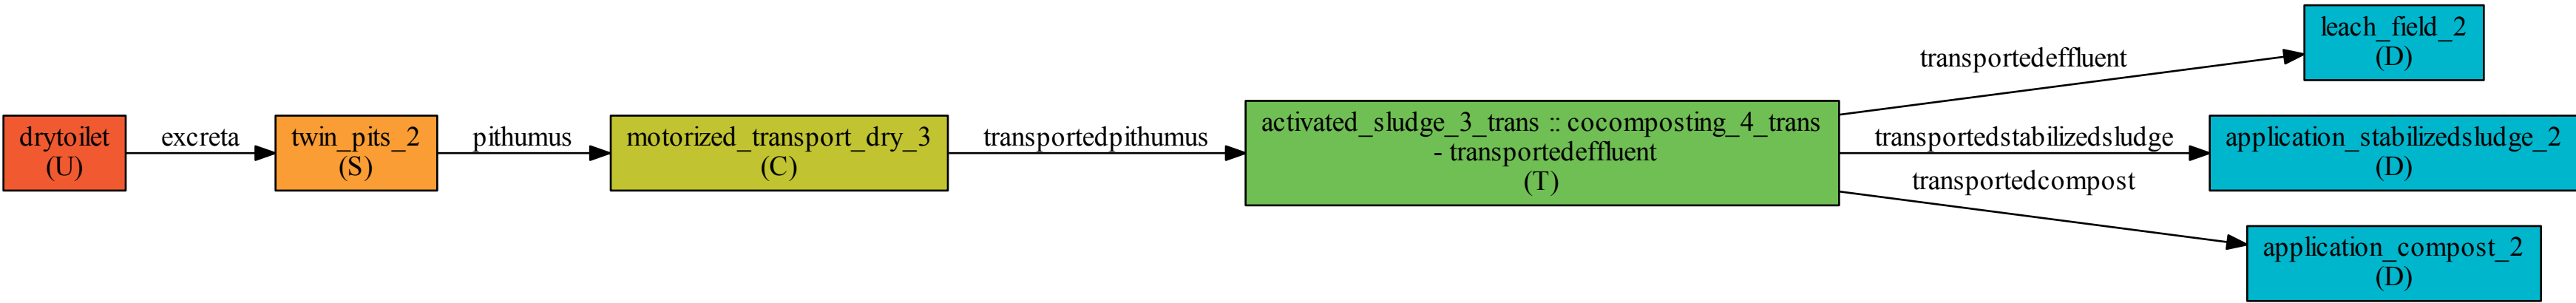 drytoilet
(U)
excreta
twin_pits_2
(S)
pithumus
motorized_transport_dry_3
(C)
transportedpithumus
activated_sludge_3_trans :: cocomposting_4_trans
- transportedeffluent
(T)
transportedeffluent
leach_field_2
(D)
transportedstabilizedsludge
application_stabilizedsludge_2
(D)
transportedcompost
application_compost_2
(D)